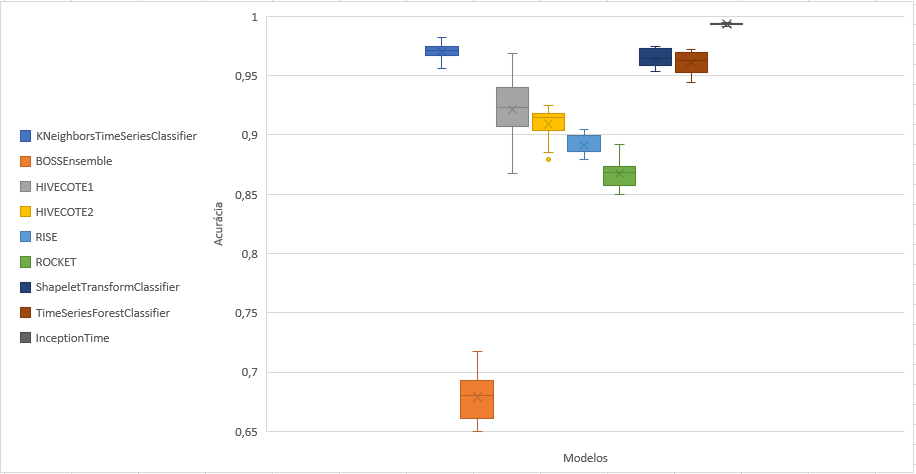 KNeighborsTimeSeriesClassifier
BOSSEnsemble
HIVECOTE1
HIVECOTE2
RISE
ROCKET
ShapeletTransformClassifier
TimeSeriesForestClassifier
InceptionTime
Acurácia
1
0,95
0,9
0,85
0,8
0,75
0,7
0,65
Modelos